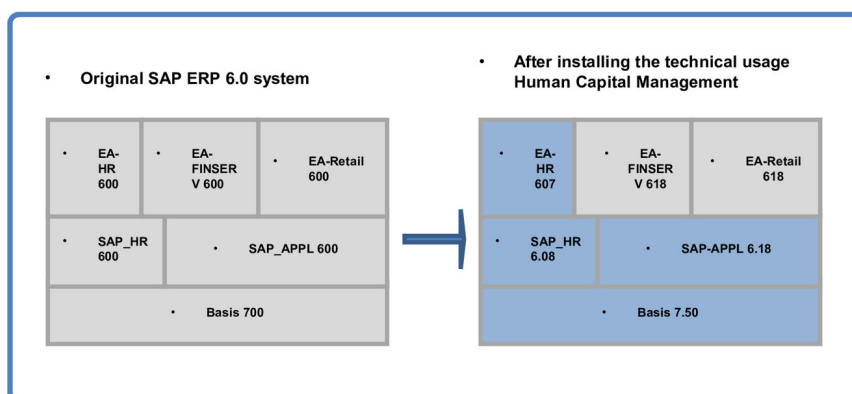 • Original SAP ERP 6.0 system
• After installing the technical usage
Human Capital Management
• EA-
HR
600
• EA-
FINSER
V 600
• EA-Retail
600
• SAP_HR
600
• SAP_APPL 600
• Basis 700
• EA-
HR
607
• EA-
FINSER
V 618
• EA-Retail
618
• SAP_HR
6.08
• SAP-APPL 6.18
• Basis 7.50